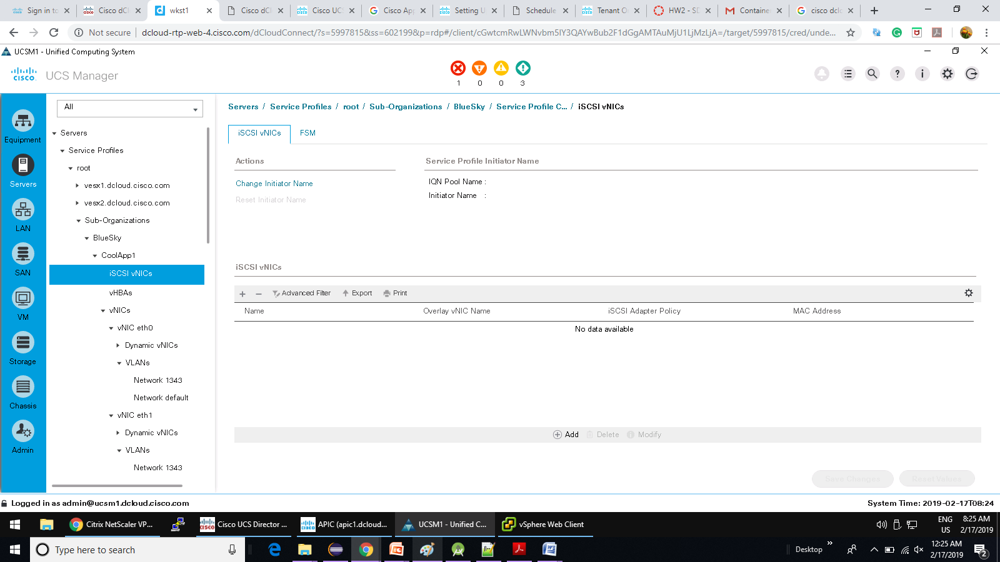 Sign in to
Cisco dCl
wkst1
Cisco dCl
Cisco UCS
Cisco App
Setting U
Schedule
Tenant O
HW2 - SD
Container
cisco dclo
Not secure
dcloud-rtp-web-4.cisco.com/dCloudConnect/?s=5997815&ss=602199&p=rdp#/client/cGwtcmRwLWNvbm5lY3QAYwBub2F1dGgAMTAuMjU1LjMzLjA=/target/5997815/cred/unde...
UCSM1 - Unified Computing System
CISCO UCS Manager
1 0 0 3
Equipment
Servers
LAN
SAN
VM
Storage
Chassis
Admin
All
Servers
Service Profiles
root
vesx1.dcloud.cisco.com
vesx2.dcloud.cisco.com
Sub-Organizations
BlueSky
CoolApp1
iSCSI vNICs
vHBAs
vNICs
vNIC eth0
Dynamic vNICs
VLANs
Network 1343
Network default
vNIC eth1
Dynamic vNICs
VLANs
Network 1343
Servers / Service Profiles / root / Sub-Organizations / BlueSky / Service Profile C... / iSCSI vNICs
iSCSI vNICs FSM
Actions
Change Initiator Name
Reset Initiator Name
Service Profile Initiator Name
IQN Pool Name :
Initiator Name :
iSCSI vNICs
+ − Advanced Filter Export Print
Name Overlay vNIC Name iSCSI Adapter Policy MAC Address
No data available
Add Delete Modify
Save Changes Reset Values
Logged in as admin@ucsm1.dcloud.cisco.com
System Time: 2019-02-17T08:24
Citrix NetScaler VP...
Cisco UCS Director ...
APIC (apic1.dcloud...
UCSM1 - Unified C...
vSphere Web Client
ENG
US
8:25 AM
2/17/2019
Type here to search
Desktop
12:25 AM
2/17/2019
2